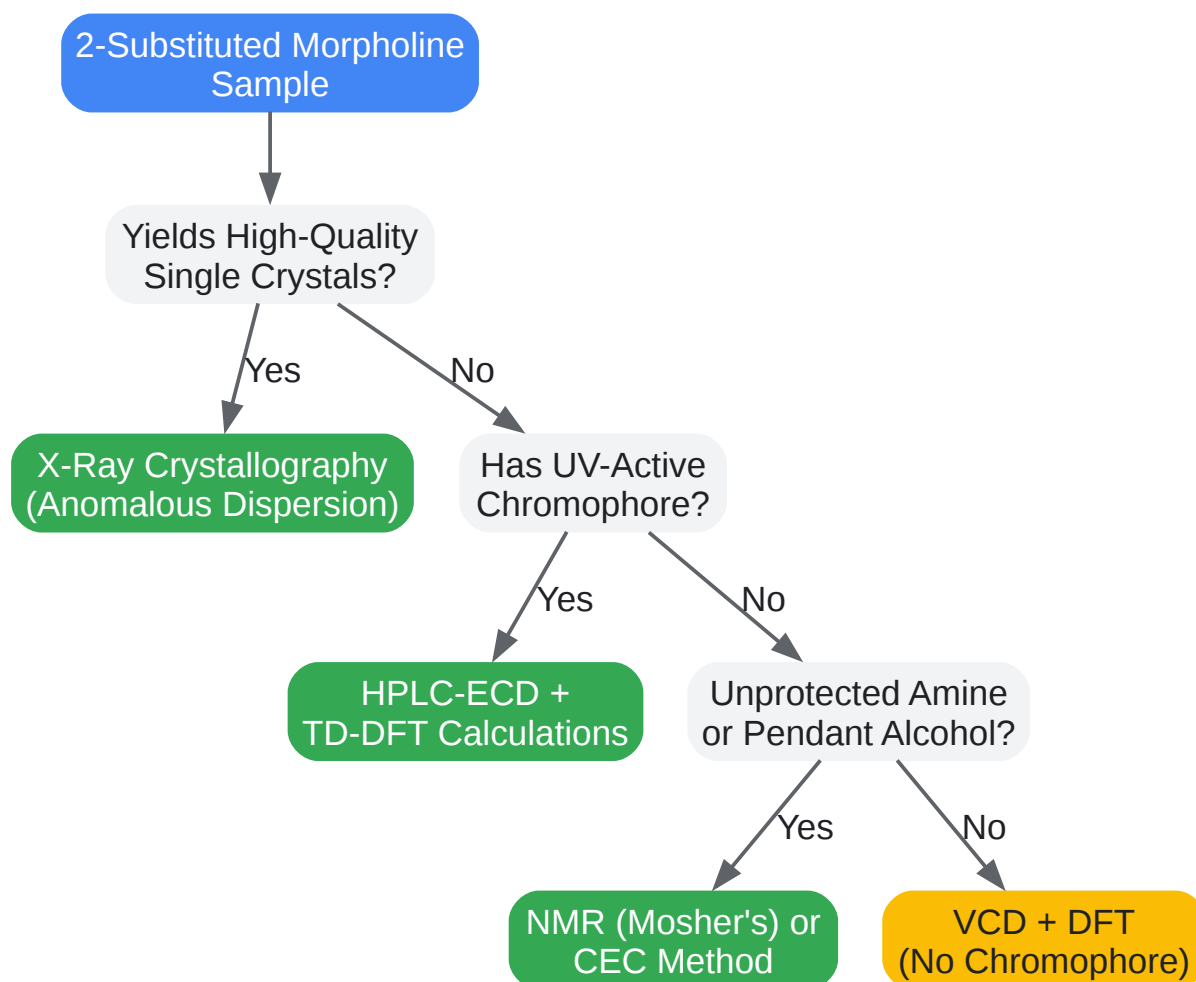 2-Substituted Morpholine
Sample
Yields High-Quality
Single Crystals?
Yes
No
X-Ray Crystallography
(Anomalous Dispersion)
Has UV-Active
Chromophore?
Yes
No
HPLC-ECD +
TD-DFT Calculations
Unprotected Amine
or Pendant Alcohol?
Yes
No
NMR (Mosher's) or
CEC Method
VCD + DFT
(No Chromophore)